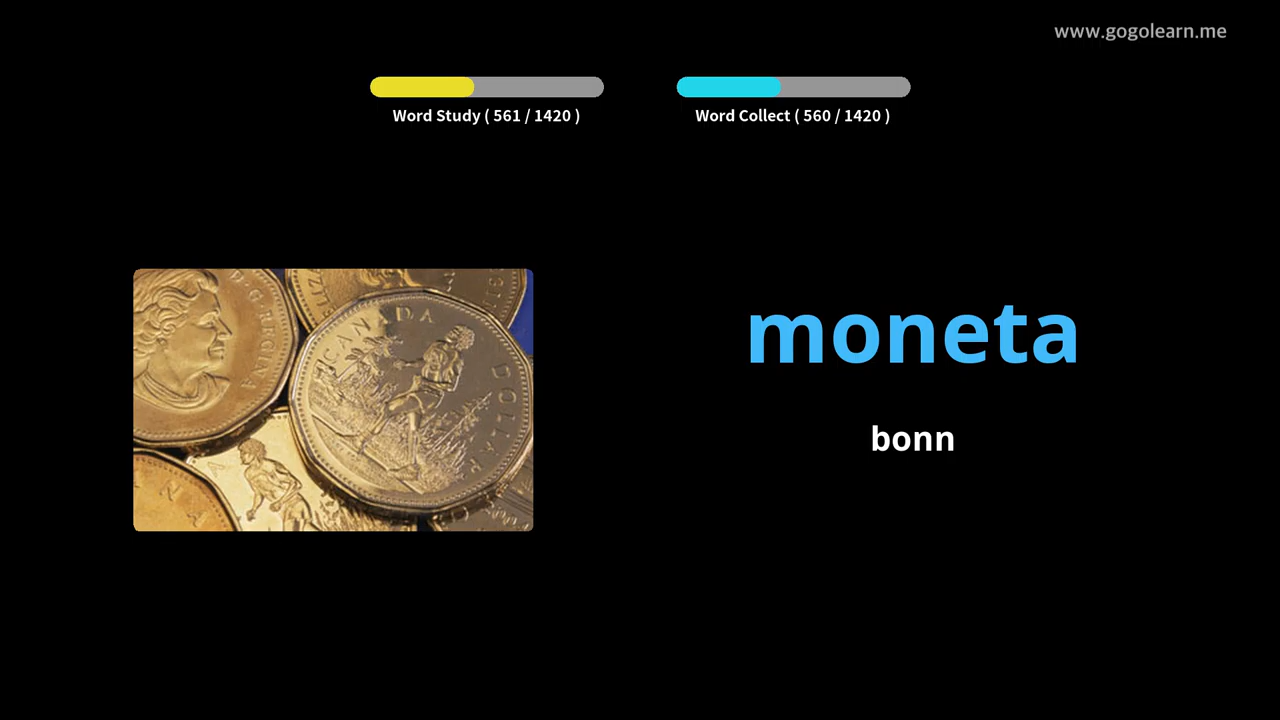 www.gogolearn.me
Word Study ( 561 / 1420 )
Word Collect ( 560 / 1420 )
D·G·REGINA
CANADA
DOLLAR
moneta
bonn